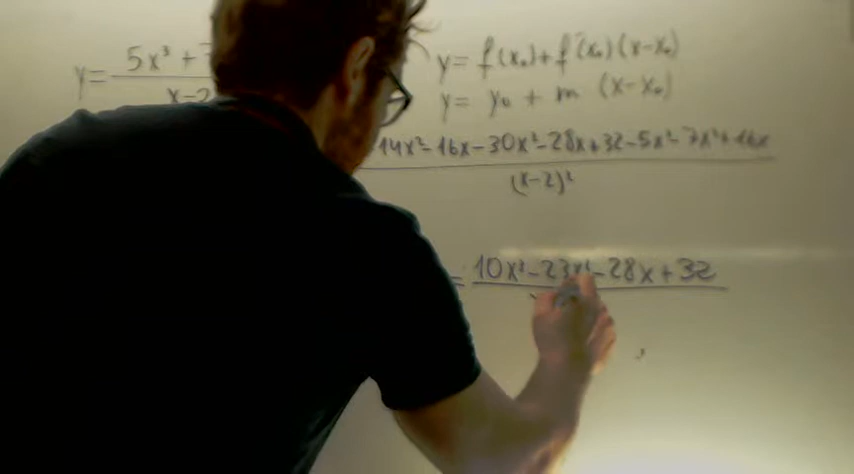 y= 5x³ +
x-2
y= f(x₀)+f'(x₀)(x-x₀)
y= y₀ + m (x-x₀)
14x²-16x-30x²-28x+32-5x³-7x²+16x
(x-2)²
= 10x³-23x²-28x+32